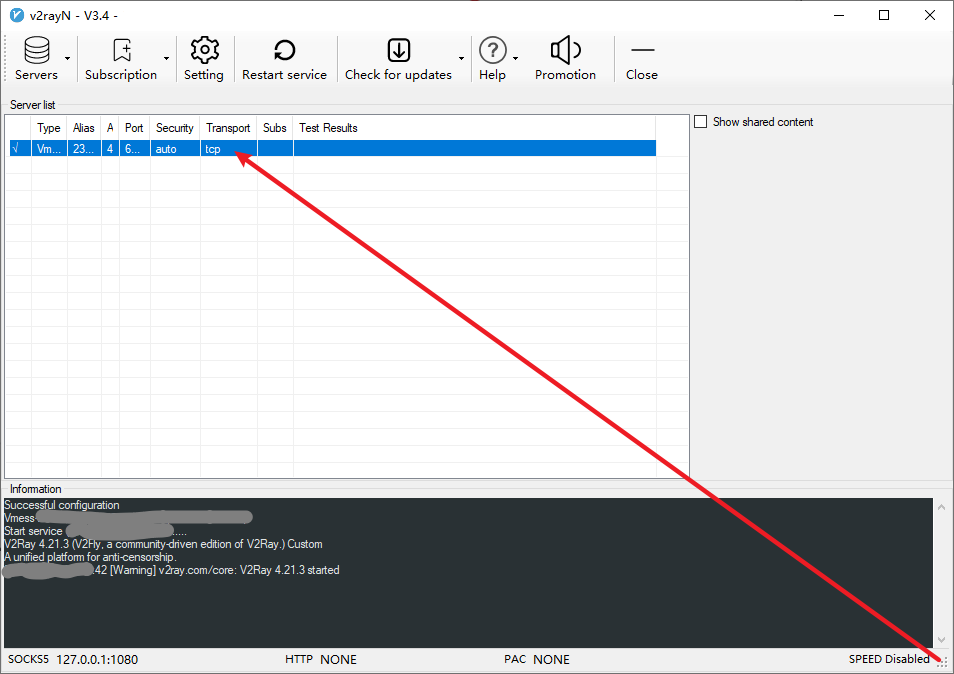 v2rayN - V3.4 -
Servers Subscription Setting Restart service Check for updates Help Promotion Close
Server list
Type Alias A Port Security Transport Subs Test Results
√ Vm... 23... 4 6... auto tcp
Show shared content
Information
Successful configuration
Vmess
Start service .....
V2Ray 4.21.3 (V2Fly, a community-driven edition of V2Ray.) Custom
A unified platform for anti-censorship.
.42 [Warning] v2ray.com/core: V2Ray 4.21.3 started
SOCKS5 127.0.0.1:1080 HTTP NONE PAC NONE SPEED Disabled